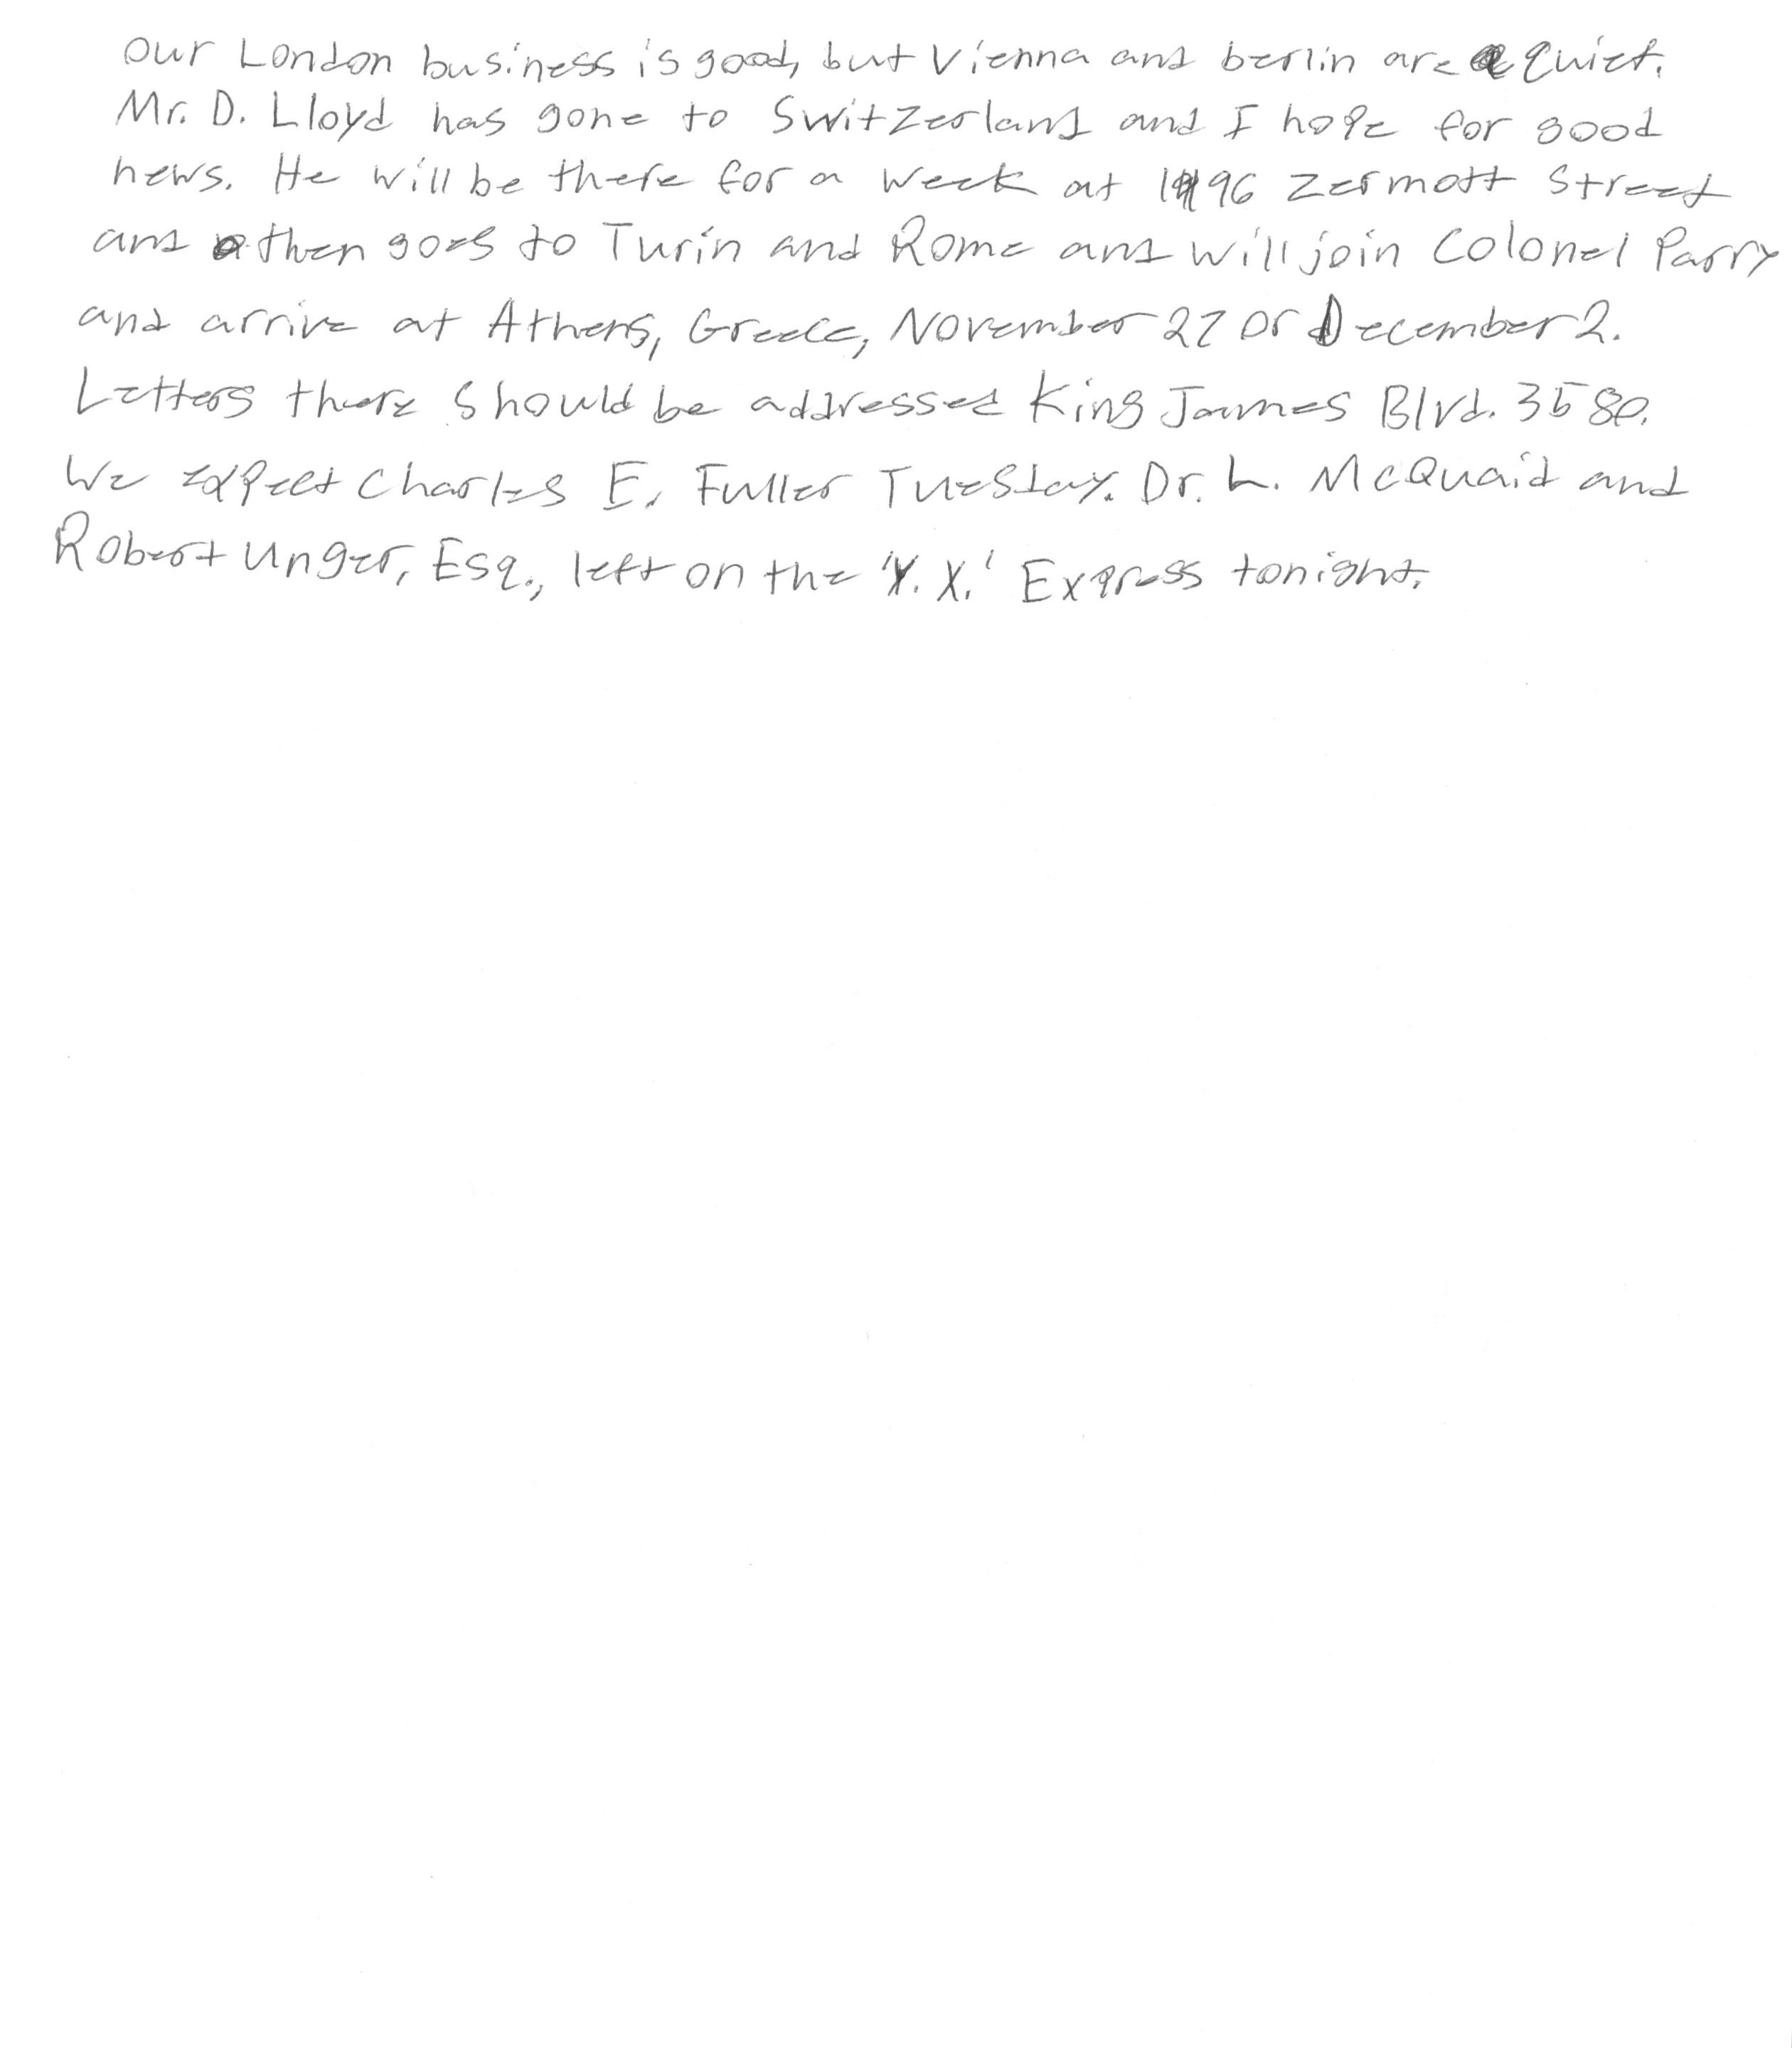 Our London business is good, but Vienna and berlin are quiet.
Mr. D. Lloyd has gone to Switzerland and I hope for good
news. He will be there for a week at 1496 Zermott Street
and then goes to Turin and Rome and will join Colonel Parry
and arrive at Athens, Greece, November 27 or December 2.
Letters there should be addressed King James Blvd. 3580.
We expect Charles E. Fuller Tuesday. Dr. L. McQuaid and
Robert Unger, Esq., left on the 'Y. X.' Express tonight.